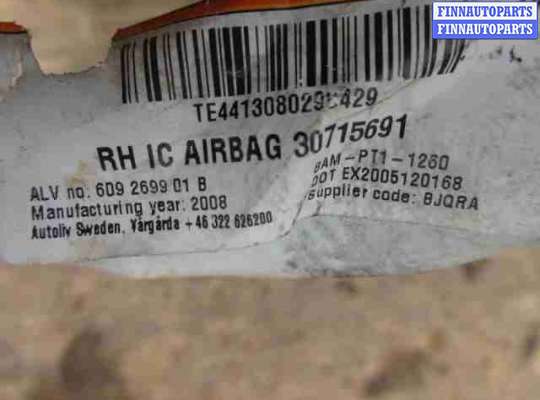 FINNAUTOPARTS
FINNAUTOPARTS
RH IC AIRBAG 30715691
ALV no. 6D9 2699 01 B
Manufacturing year: 2008
Autoliv Sweden, Vårgårda +46 322 626200
BAM-PT1-1260
DOT EX2005120168
Supplier code: BJQRA